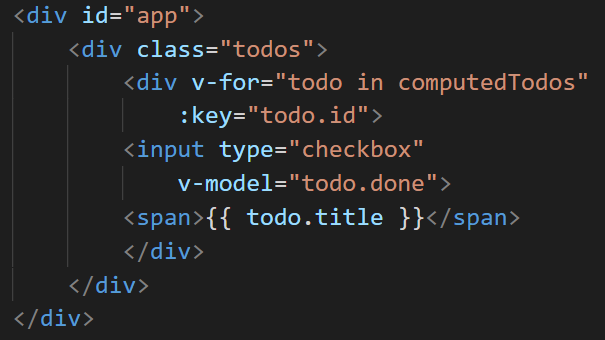 <div id="app">
<div class="todos">
<div v-for="todo in computedTodos"
:key="todo.id">
<input type="checkbox"
v-model="todo.done">
<span>{{ todo.title }}</span>
</div>
</div>
</div>